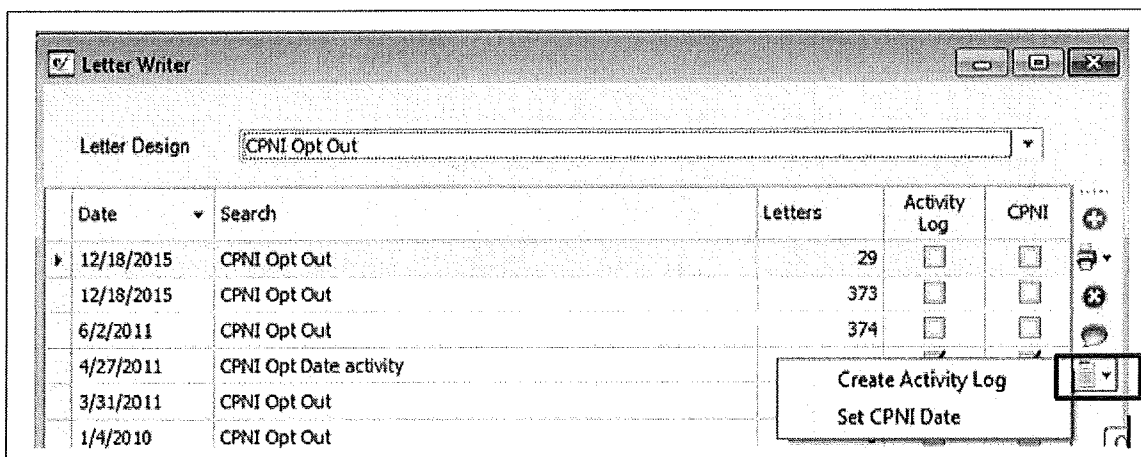 Letter Writer
Letter Design CPNI Opt Out
Date Search Letters Activity Log CPNI
12/18/2015 CPNI Opt Out 29
12/18/2015 CPNI Opt Out 373
6/2/2011 CPNI Opt Out 374
4/27/2011 CPNI Opt Date activity
Create Activity Log
3/31/2011 CPNI Opt Out
Set CPNI Date
1/4/2010 CPNI Opt Out